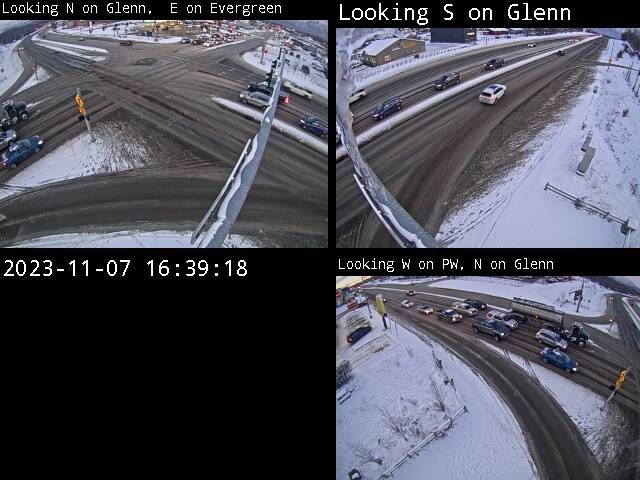 Looking N on Glenn,  E on Evergreen
Looking S on Glenn
2023-11-07 16:39:18
Looking W on PW, N on Glenn